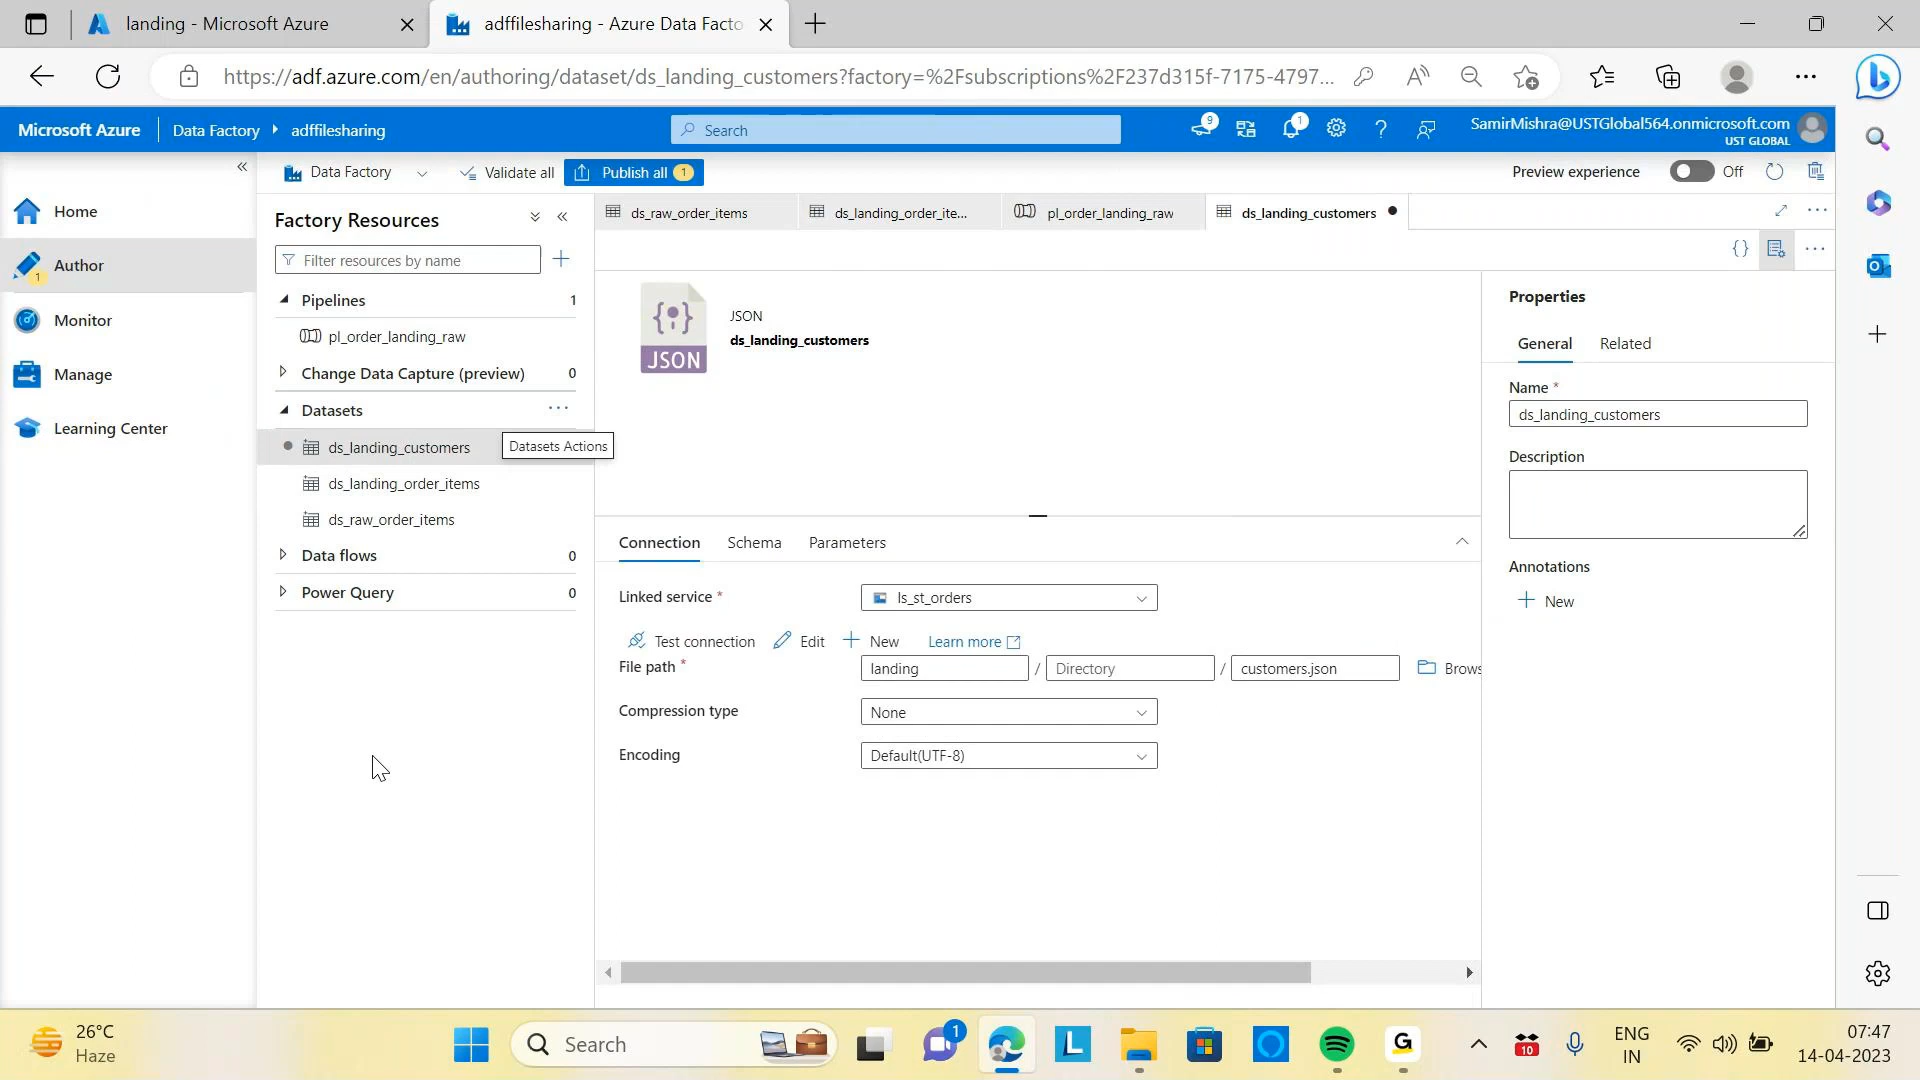 landing - Microsoft Azure
adffilesharing - Azure Data Facto
https://adf.azure.com/en/authoring/dataset/ds_landing_customers?factory=%2Fsubscriptions%2F237d315f-7175-4797...
Microsoft Azure
Data Factory
adffilesharing
Search
9
1
SamirMishra@USTGlobal564.onmicrosoft.com
UST GLOBAL
Data Factory
Validate all
Publish all 1
Preview experience
Off
Home
Author
1
Monitor
Manage
Learning Center
Factory Resources
Filter resources by name
Pipelines 1
pl_order_landing_raw
Change Data Capture (preview) 0
Datasets
Datasets Actions
ds_landing_customers
ds_landing_order_items
ds_raw_order_items
Data flows 0
Power Query 0
ds_raw_order_items
ds_landing_order_ite...
pl_order_landing_raw
ds_landing_customers
JSON
JSON
ds_landing_customers
Connection
Schema
Parameters
Linked service *
ls_st_orders
Test connection
Edit
New
Learn more
File path *
landing / Directory / customers.json
Brows
Compression type
None
Encoding
Default(UTF-8)
Properties
General
Related
Name *
ds_landing_customers
Description
Annotations
New
26°C
Haze
Search
1
L
G
10
ENG
IN
07:47
14-04-2023